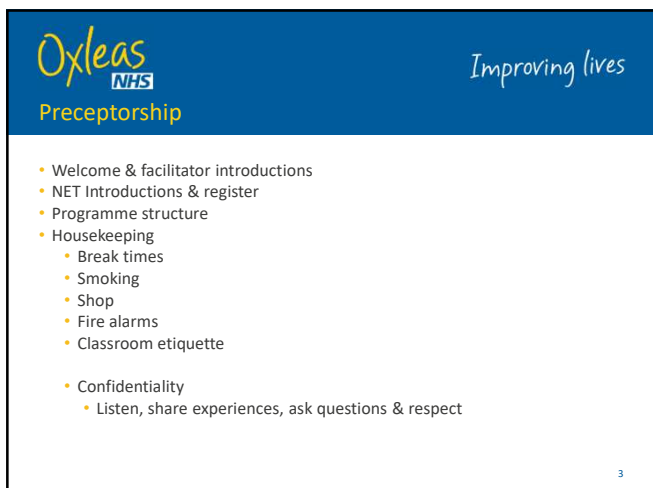 Oxleas
NHS
Improving lives
Preceptorship
• Welcome & facilitator introductions
• NET Introductions & register
• Programme structure
• Housekeeping
• Break times
• Smoking
• Shop
• Fire alarms
• Classroom etiquette
• Confidentiality
• Listen, share experiences, ask questions & respect
3